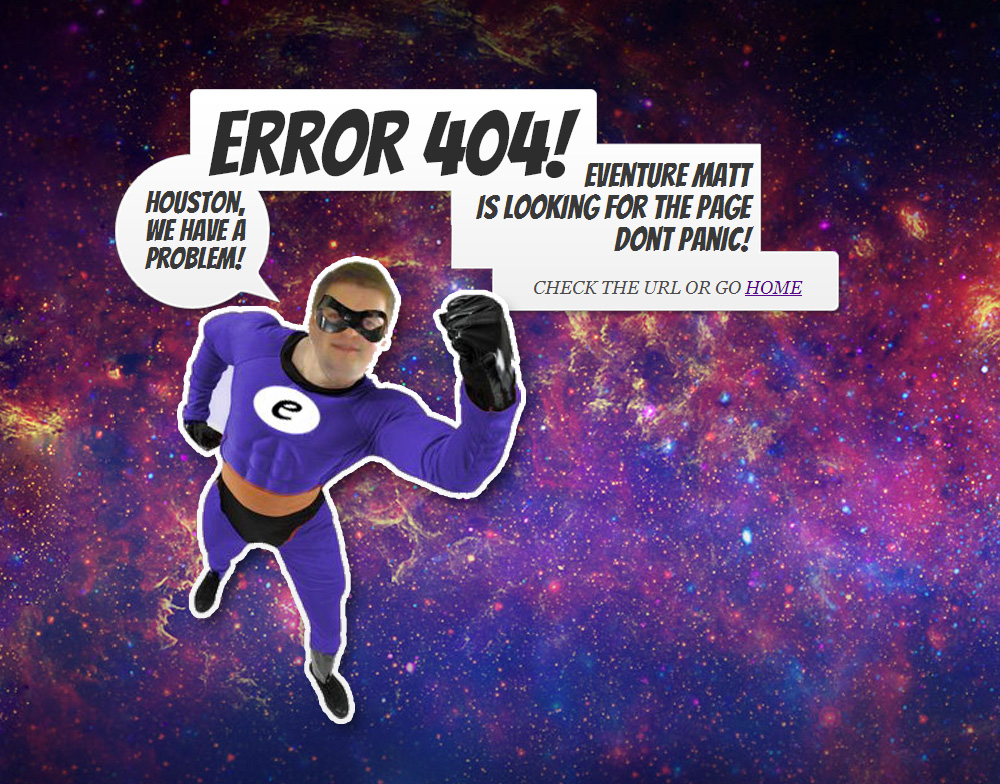 ERROR 404!
HOUSTON,
WE HAVE A
PROBLEM!
EVENTURE MATT
IS LOOKING FOR THE PAGE
DONT PANIC!
CHECK THE URL OR GO HOME
e